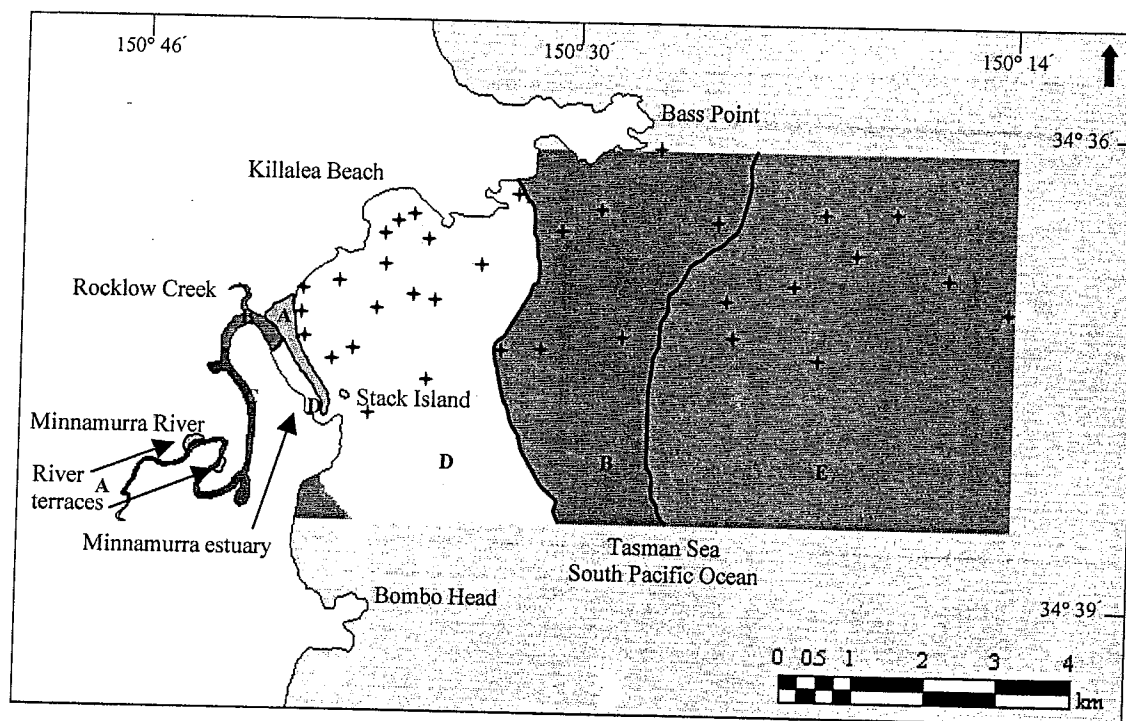 150° 46´
150° 30´
150° 14´
Bass Point
34° 36´
Killalea Beach
Rocklow Creek
B
A
Stack Island
D
C
Minnamurra River
River
terraces
A
D
B
E
Minnamurra estuary
Tasman Sea
South Pacific Ocean
Bombo Head
34° 39´
0 0.5 1 2 3 4
km